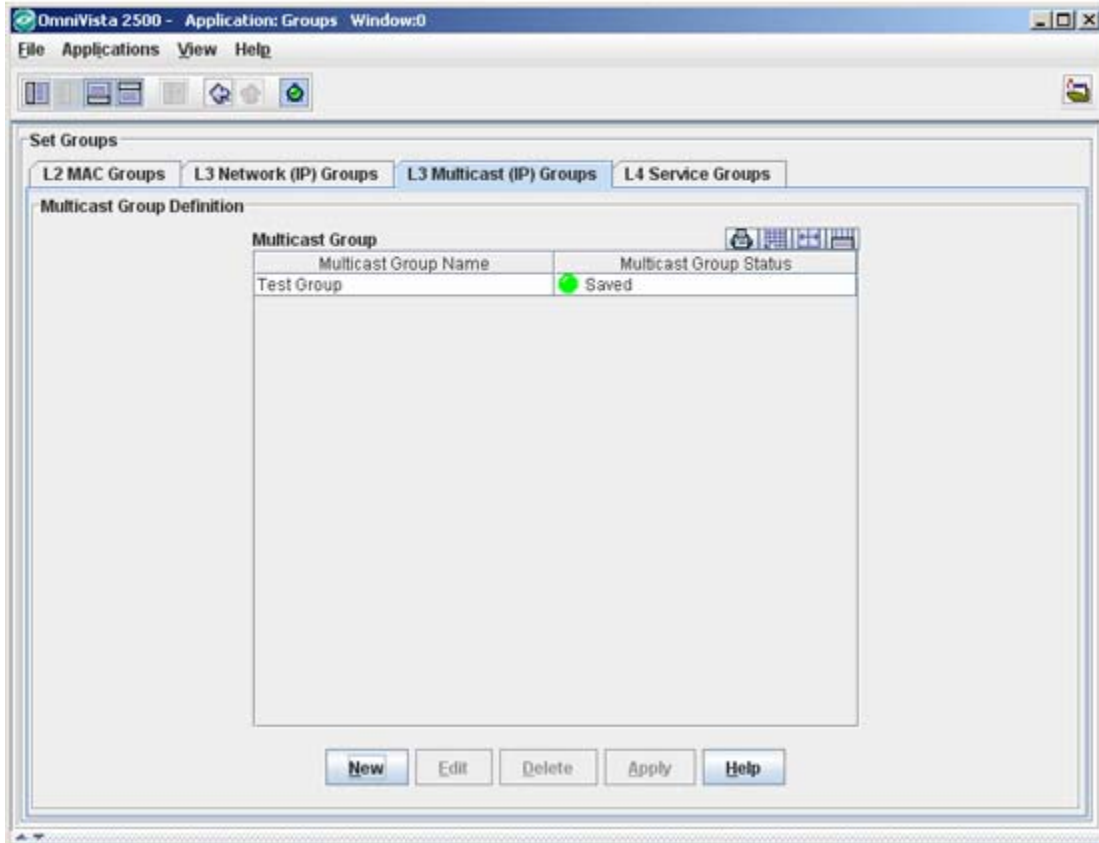 OmniVista 2500 - Application: Groups Window:0
File Applications View Help
Set Groups
L2 MAC Groups L3 Network (IP) Groups L3 Multicast (IP) Groups L4 Service Groups
Multicast Group Definition
Multicast Group
Multicast Group Name Multicast Group Status
Test Group Saved
New Edit Delete Apply Help